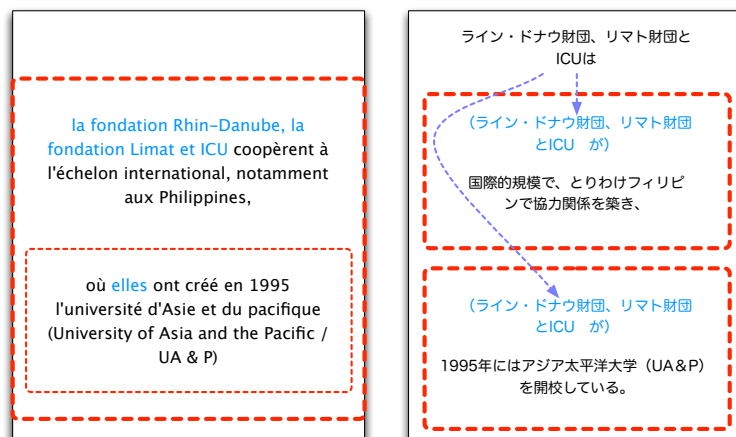 la fondation Rhin-Danube, la
fondation Limat et ICU coopèrent à
l'échelon international, notamment
aux Philippines,
où elles ont créé en 1995
l'université d'Asie et du pacifique
(University of Asia and the Pacific /
UA & P)
ライン・ドナウ財団、リマト財団と
ICUは
（ライン・ドナウ財団、リマト財団
とICU　が）
国際的規模で、とりわけフィリピ
ンで協力関係を築き、
（ライン・ドナウ財団、リマト財団
とICU　が）
1995年にはアジア太平洋大学（UA＆P）
を開校している。